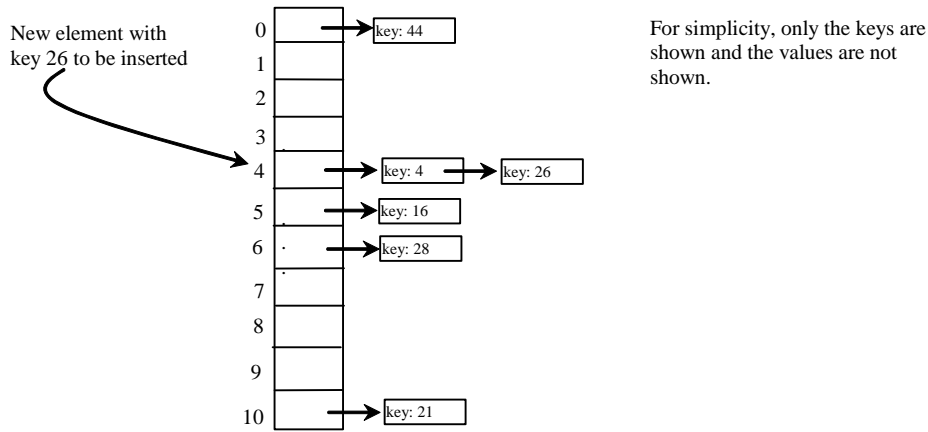 New element with
key 26 to be inserted
For simplicity, only the keys are
shown and the values are not
shown.
0
key: 44
1
2
3
4
key: 4
key: 26
5
key: 16
6
key: 28
7
8
9
10
key: 21